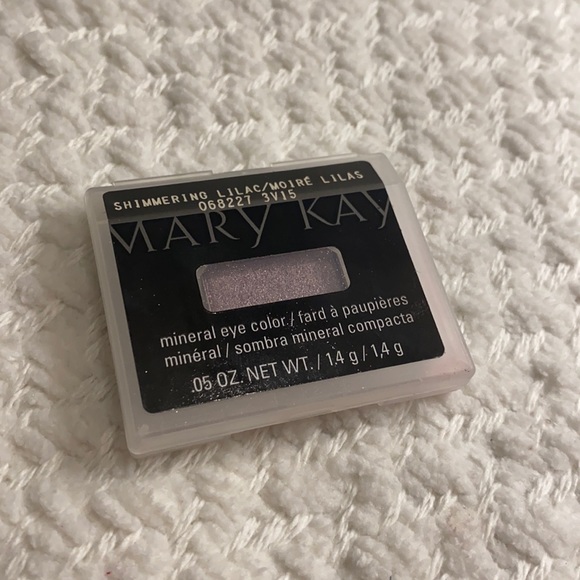 SHIMMERING LILAC/MOIRÉ LILAS
068227 3V15
MARY KAY
mineral eye color / fard à paupières
minéral / sombra mineral compacta
.05 OZ. NET WT. / 1.4 g / 1,4 g